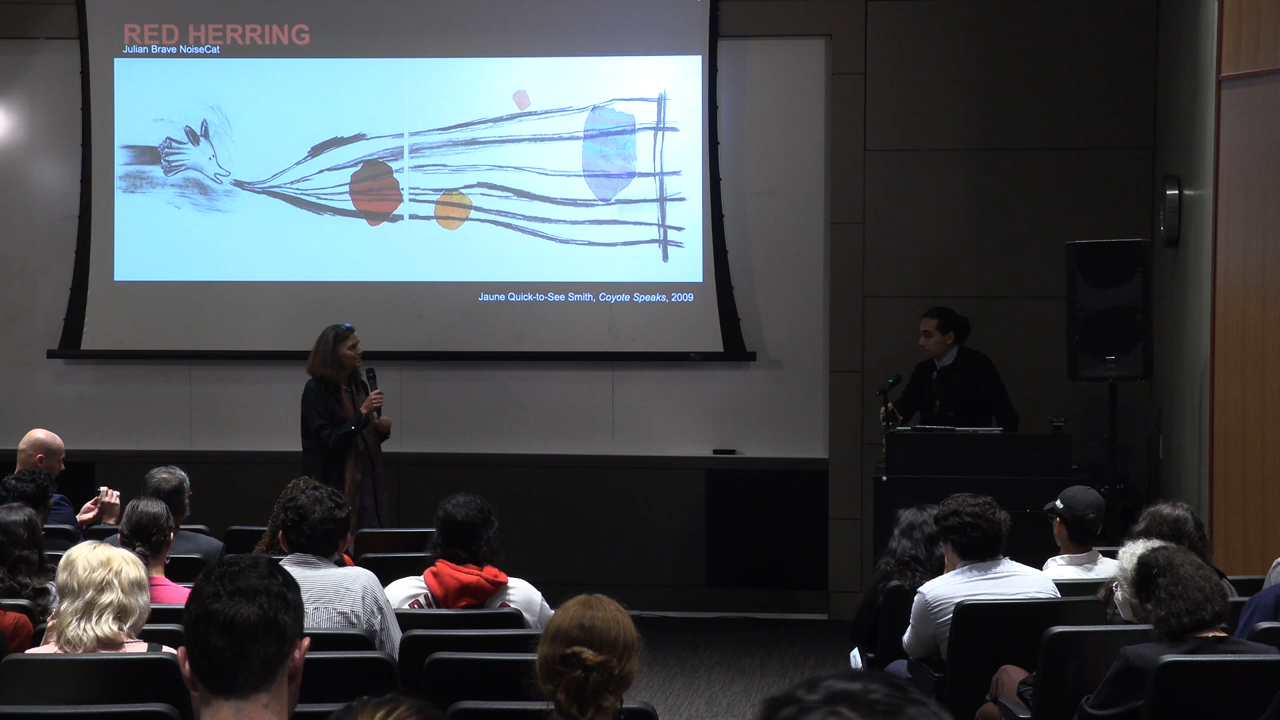 RED HERRING
Julian Brave NoiseCat
Jaune Quick-to-See Smith, Coyote Speaks, 2009